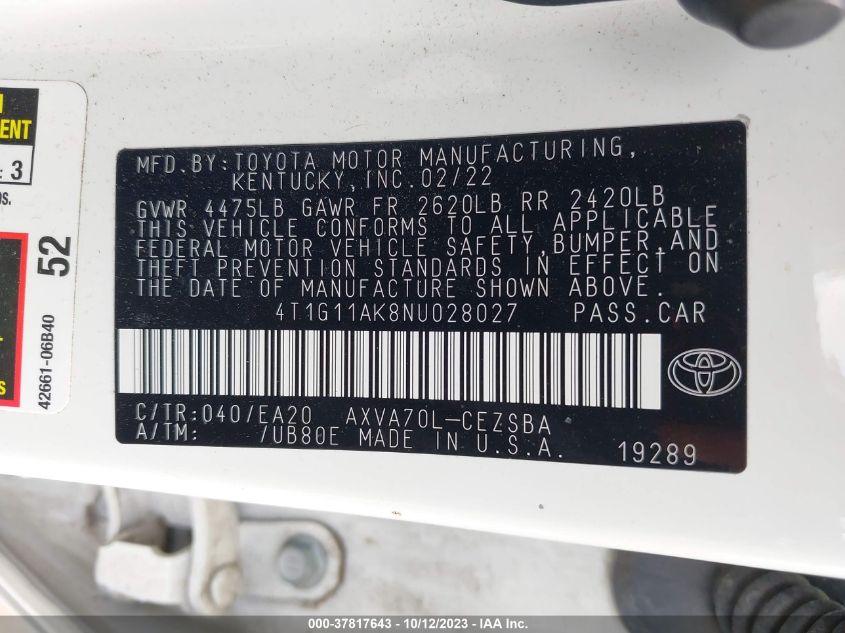 MFD.BY:TOYOTA MOTOR MANUFACTURING,
KENTUCKY,INC.02/22
GVWR 4475LB GAWR FR 2620LB RR 2420LB
THIS VEHICLE CONFORMS TO ALL APPLICABLE
FEDERAL MOTOR VEHICLE SAFETY,BUMPER,AND
THEFT PREVENTION STANDARDS IN EFFECT ON
THE DATE OF MANUFACTURE SHOWN ABOVE.
4T1G11AK8NU028027 PASS.CAR
C/TR:040/EA20 AXVA70L-CEZSBA
A/TM: /UB80E MADE IN U.S.A.
19289
: 3
52
42661-06B40
000-37817643 - 10/12/2023 - IAA Inc.